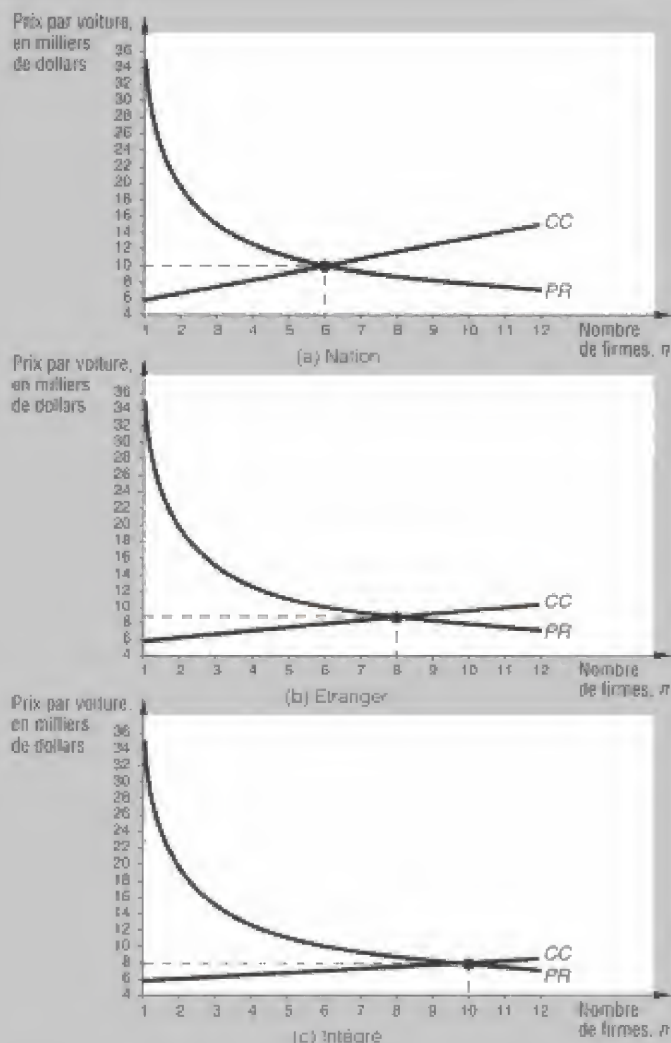 Prix par voiture,
en milliers
de dollars
36
34
32
30
28
26
24
22
20
18
16
14
12
10
8
6
4
CC
PR
1 2 3 4 5 6 7 8 9 10 11 12
Nombre
de firmes, n
(a) Nation
Prix par voiture,
en milliers
de dollars
36
34
32
30
28
26
24
22
20
18
16
14
12
10
8
6
4
CC
PR
1 2 3 4 5 6 7 8 9 10 11 12
Nombre
de firmes, n
(b) Etranger
Prix par voiture,
en milliers
de dollars
36
34
32
30
28
26
24
22
20
18
16
14
12
10
8
6
4
CC
PR
1 2 3 4 5 6 7 8 9 10 11 12
Nombre
de firmes, n
(c) Intégré